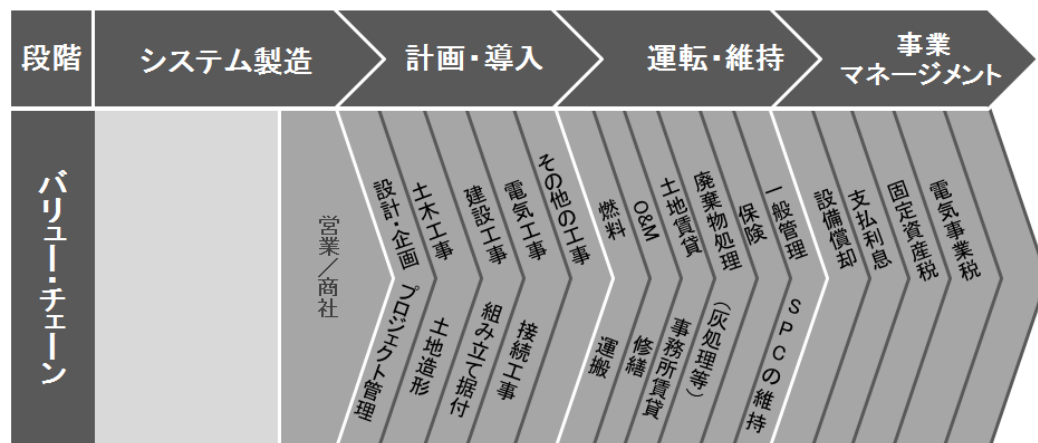 段階
システム製造
計画・導入
運転・維持
事業
マネージメント
バリュー・チェーン
営業／商社
設計・企画
プロジェクト管理
土木工事
土地造形
建設工事
組み立て据付
電気工事
接続工事
その他の工事
燃料
運搬
O&M
修繕
土地賃貸
事務所賃貸
廃棄物処理
（灰処理等）
保険
一般管理
SPCの維持
設備償却
支払利息
固定資産税
電気事業税